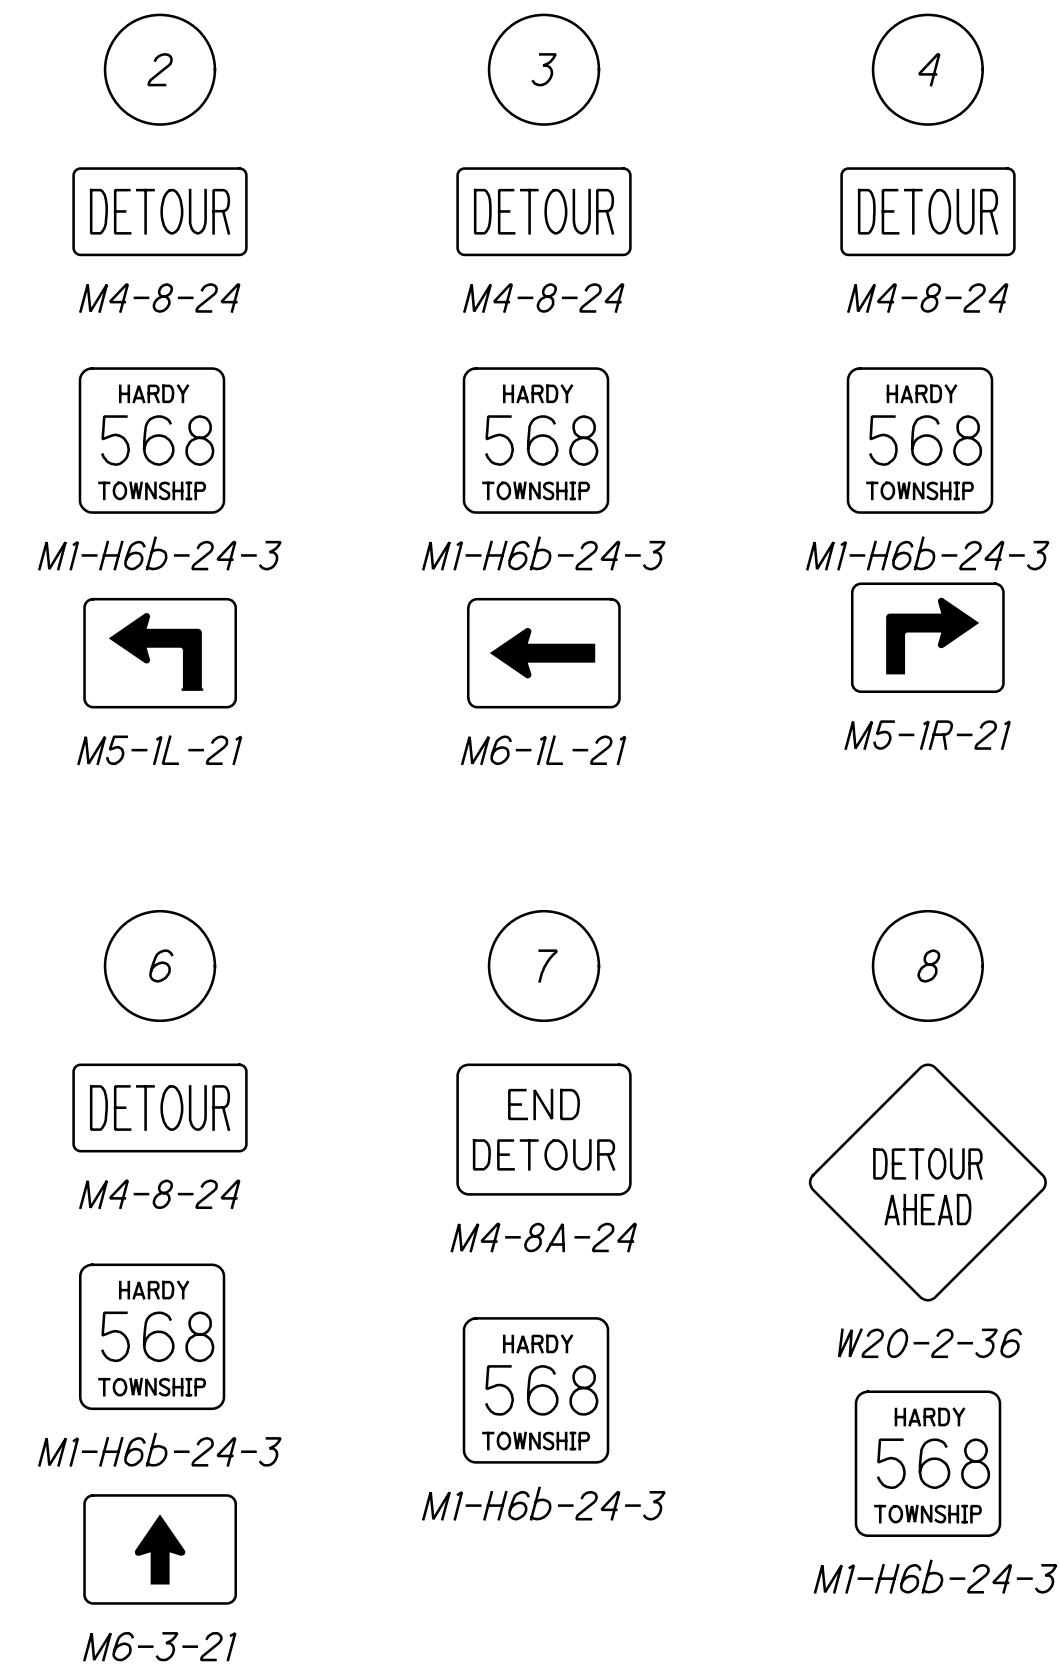 2
DETOUR
M4-8-24
HARDY
568
TOWNSHIP
M1-H6b-24-3
M5-1L-21
3
DETOUR
M4-8-24
HARDY
568
TOWNSHIP
M1-H6b-24-3
M6-1L-21
4
DETOUR
M4-8-24
HARDY
568
TOWNSHIP
M1-H6b-24-3
M5-1R-21
6
DETOUR
M4-8-24
HARDY
568
TOWNSHIP
M1-H6b-24-3
M6-3-21
7
END
DETOUR
M4-8A-24
HARDY
568
TOWNSHIP
M1-H6b-24-3
8
DETOUR
AHEAD
W20-2-36
HARDY
568
TOWNSHIP
M1-H6b-24-3